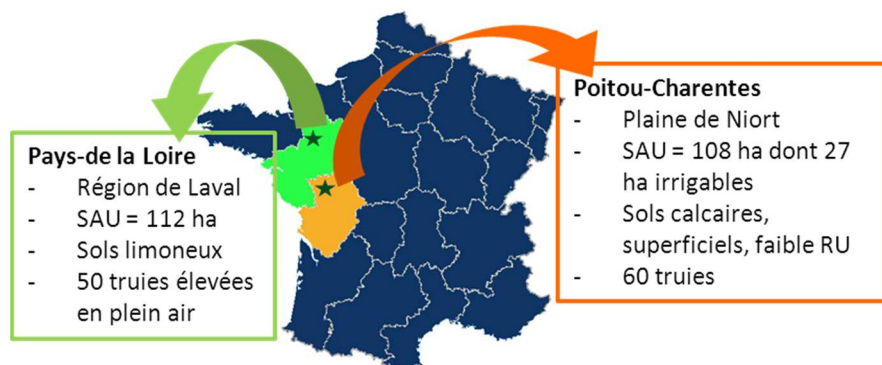 Pays-de la Loire
- Région de Laval
- SAU = 112 ha
- Sols limoneux
- 50 truies élevées
en plein air
Poitou-Charentes
- Plaine de Niort
- SAU = 108 ha dont 27
ha irrigables
- Sols calcaires,
superficiels, faible RU
- 60 truies